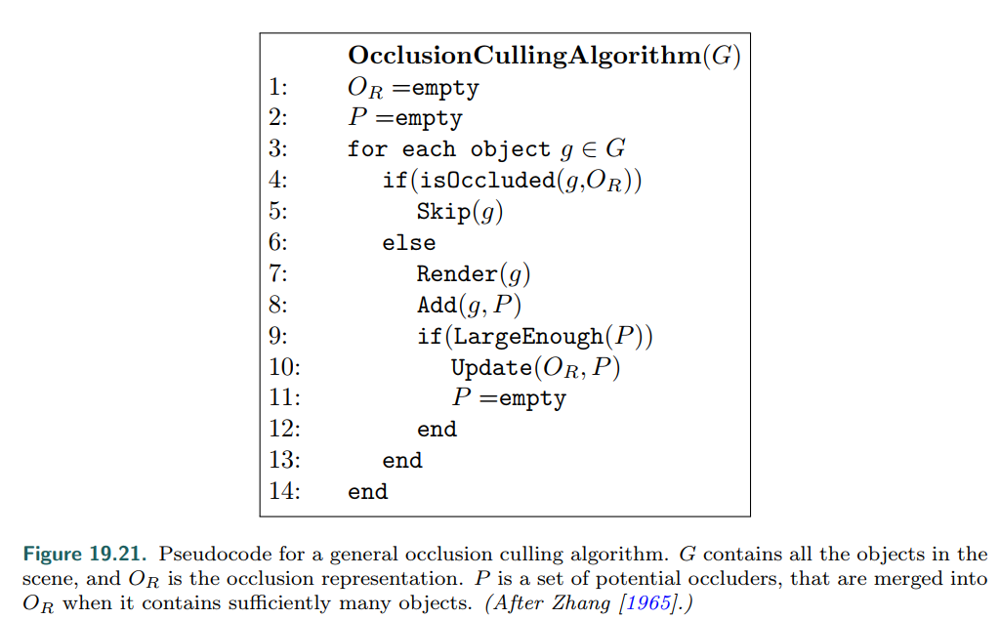 OcclusionCullingAlgorithm(G)
1: O_R =empty
2: P =empty
3: for each object g ∈ G
4: if(isOccluded(g,O_R))
5: Skip(g)
6: else
7: Render(g)
8: Add(g, P)
9: if(LargeEnough(P))
10: Update(O_R, P)
11: P =empty
12: end
13: end
14: end
Figure 19.21. Pseudocode for a general occlusion culling algorithm. G contains all the objects in the
scene, and O_R is the occlusion representation. P is a set of potential occluders, that are merged into
O_R when it contains sufficiently many objects. (After Zhang [1965].)